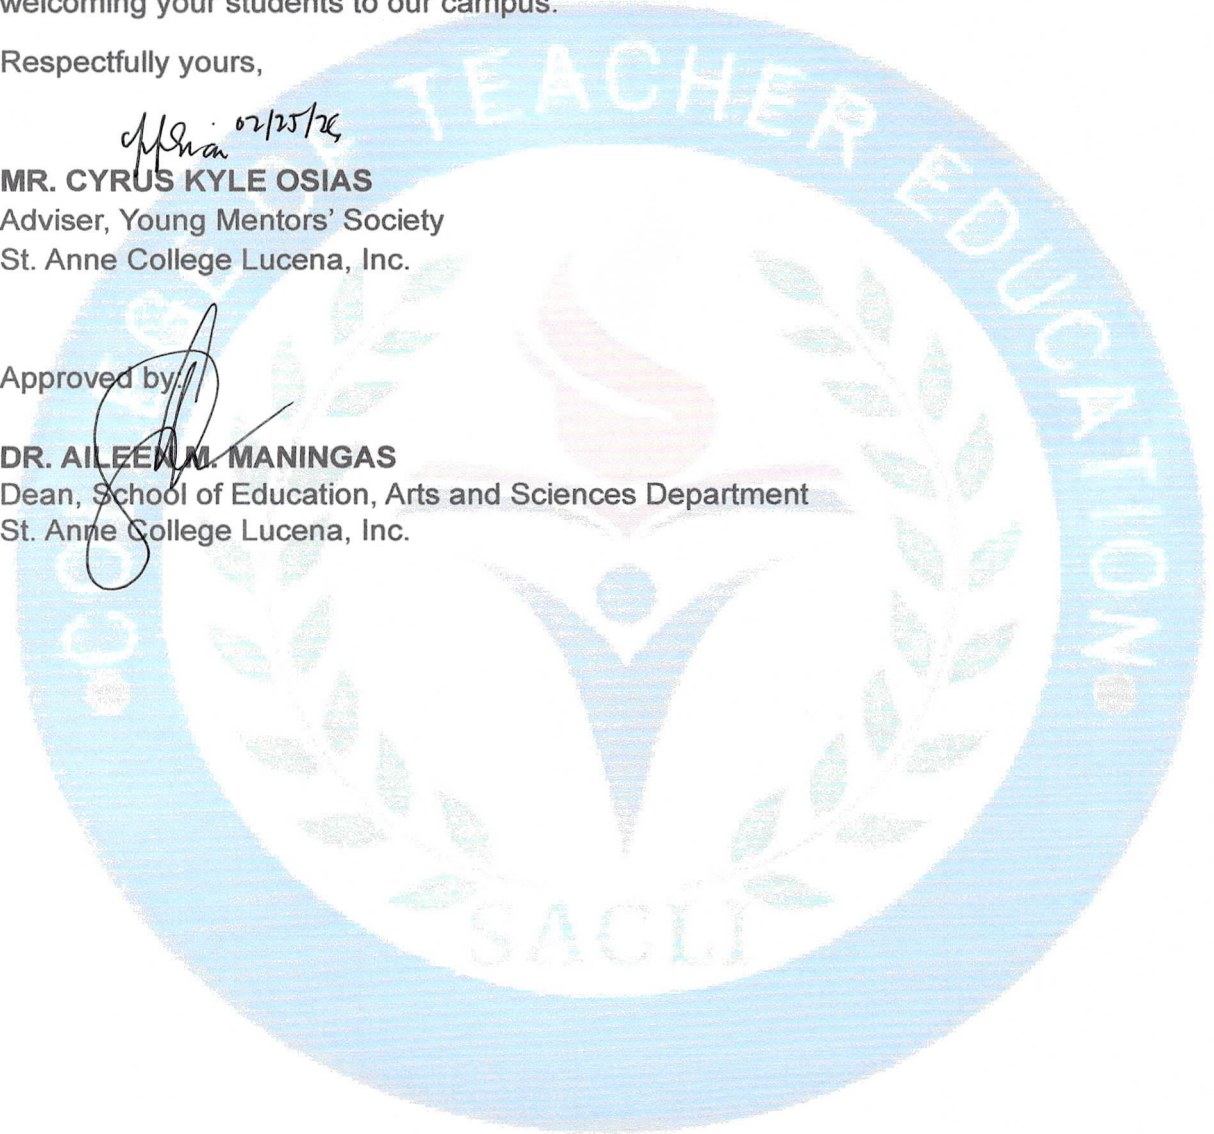 welcoming your students to our campus.
Respectfully yours,
02/25/26
MR. CYRUS KYLE OSIAS
Adviser, Young Mentors’ Society
St. Anne College Lucena, Inc.
Approved by:
DR. AILEEN M. MANINGAS
Dean, School of Education, Arts and Sciences Department
St. Anne College Lucena, Inc.
TEACHER EDUCATION
SACLI